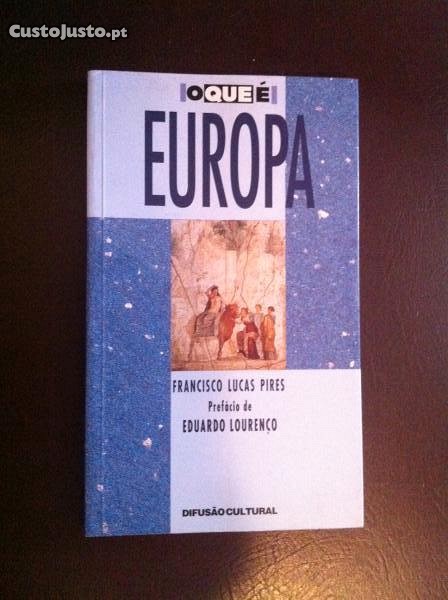 CustoJusto.pt
O QUE É
EUROPA
FRANCISCO LUCAS PIRES
Prefácio de
EDUARDO LOURENÇO
DIFUSÃO CULTURAL